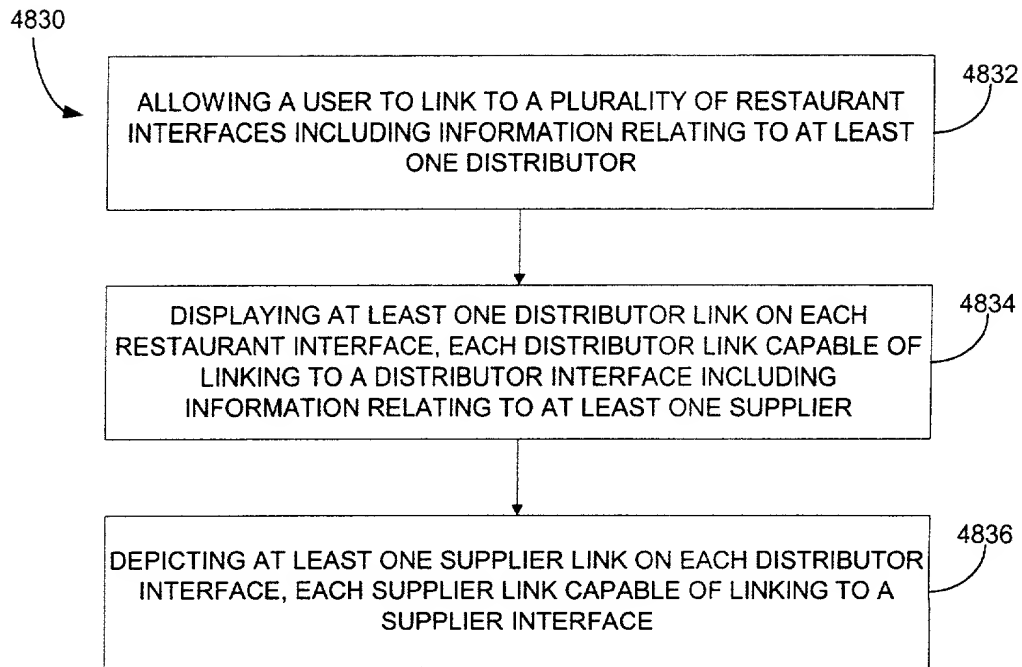 4830
4832
ALLOWING A USER TO LINK TO A PLURALITY OF RESTAURANT
INTERFACES INCLUDING INFORMATION RELATING TO AT LEAST
ONE DISTRIBUTOR
4834
DISPLAYING AT LEAST ONE DISTRIBUTOR LINK ON EACH
RESTAURANT INTERFACE, EACH DISTRIBUTOR LINK CAPABLE OF
LINKING TO A DISTRIBUTOR INTERFACE INCLUDING
INFORMATION RELATING TO AT LEAST ONE SUPPLIER
4836
DEPICTING AT LEAST ONE SUPPLIER LINK ON EACH DISTRIBUTOR
INTERFACE, EACH SUPPLIER LINK CAPABLE OF LINKING TO A
SUPPLIER INTERFACE